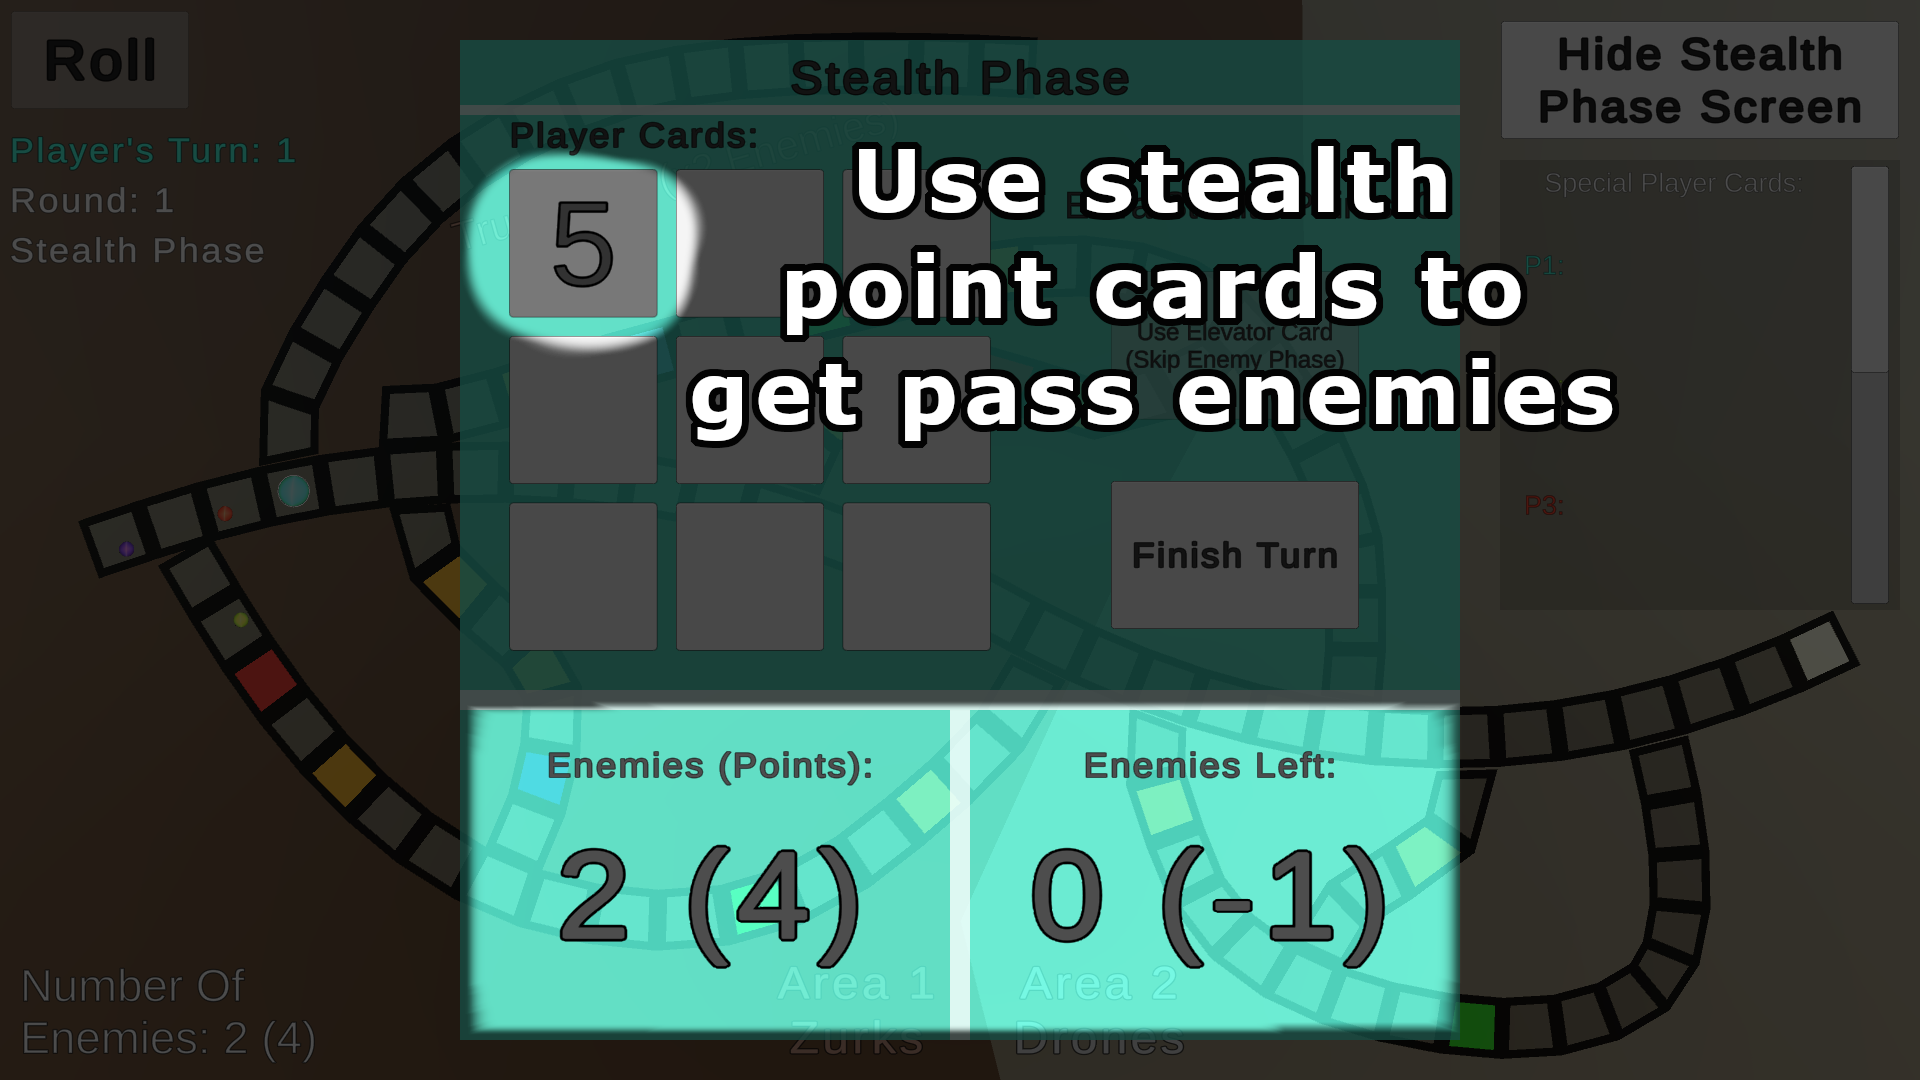 Roll
Player's Turn: 1
Round: 1
Stealth Phase
Stealth Phase
Hide Stealth
Phase Screen
Player Cards:
5
Use stealth
point cards to
get pass enemies
Use Elevator Card
(Skip Enemy Phase)
Finish Turn
Special Player Cards:
P1:
P3:
Enemies (Points):
2 (4)
Enemies Left:
0 (-1)
Number Of
Enemies: 2 (4)
Area 1
Zurks
Area 2
Drones